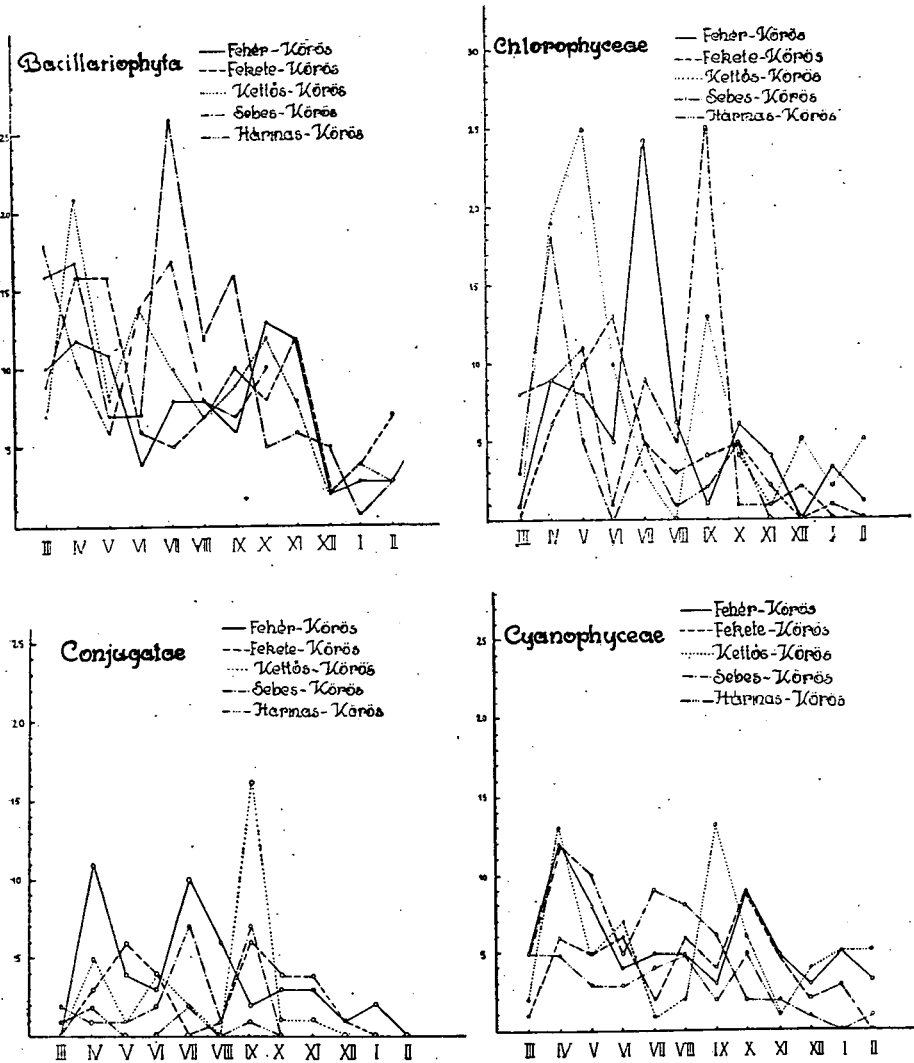 Bacillariophyta
Fehér-Körös
Fekete-Körös
Kettős-Körös
Sebes-Körös
Hármas-Körös
25
20
15
10
5
III IV V VI VII VIII IX X XI XII I II
Chlorophyceae
Fehér-Körös
Fekete-Körös
Kettős-Körös
Sebes-Körös
Hármas-Körös
30
25
20
15
10
5
III IV V VI VII VIII IX X XI XII I II
Conjugatae
Fehér-Körös
Fekete-Körös
Kettős-Körös
Sebes-Körös
Hármas-Körös
25
20
15
10
5
III IV V VI VII VIII IX X XI XII I II
Cyanophyceae
Fehér-Körös
Fekete-Körös
Kettős-Körös
Sebes-Körös
Hármas-Körös
25
20
15
10
5
III IV V VI VII VIII IX X XI XII I II